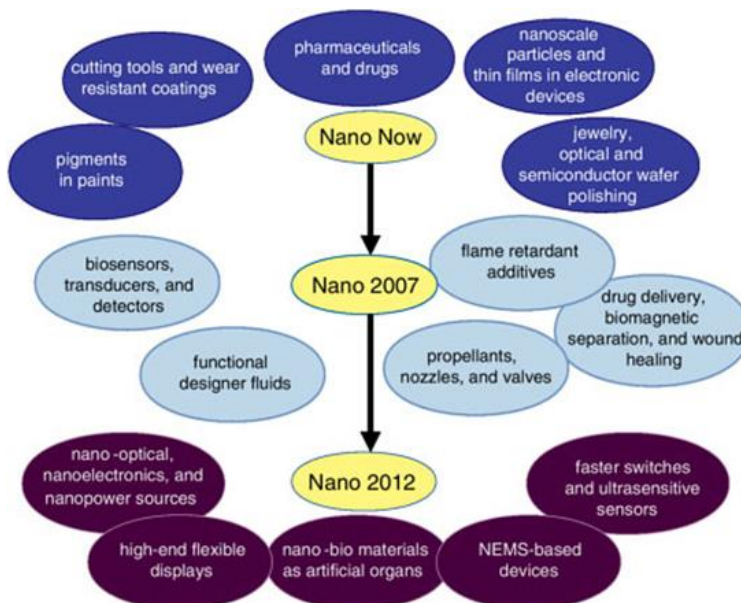 cutting tools and wear
resistant coatings
pharmaceuticals
and drugs
nanoscale
particles and
thin films in electronic
devices
pigments
in paints
Nano Now
jewelry,
optical and
semiconductor wafer
polishing
biosensors,
transducers, and
detectors
Nano 2007
flame retardant
additives
drug delivery,
biomagnetic
separation, and wound
healing
functional
designer fluids
propellants,
nozzles, and valves
nano-optical,
nanoelectronics, and
nanopower sources
Nano 2012
faster switches
and ultrasensitive
sensors
high-end flexible
displays
nano-bio materials
as artificial organs
NEMS-based
devices